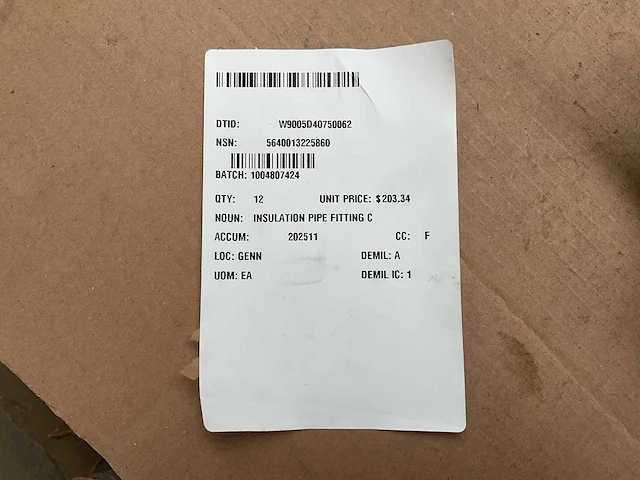 DTID: W9005D40750062
NSN: 5640013225860
BATCH: 1004807424
QTY: 12 UNIT PRICE: $203.34
NOUN: INSULATION PIPE FITTING C
ACCUM: 202511 CC: F
LOC: GENN DEMIL: A
UOM: EA DEMIL IC: 1